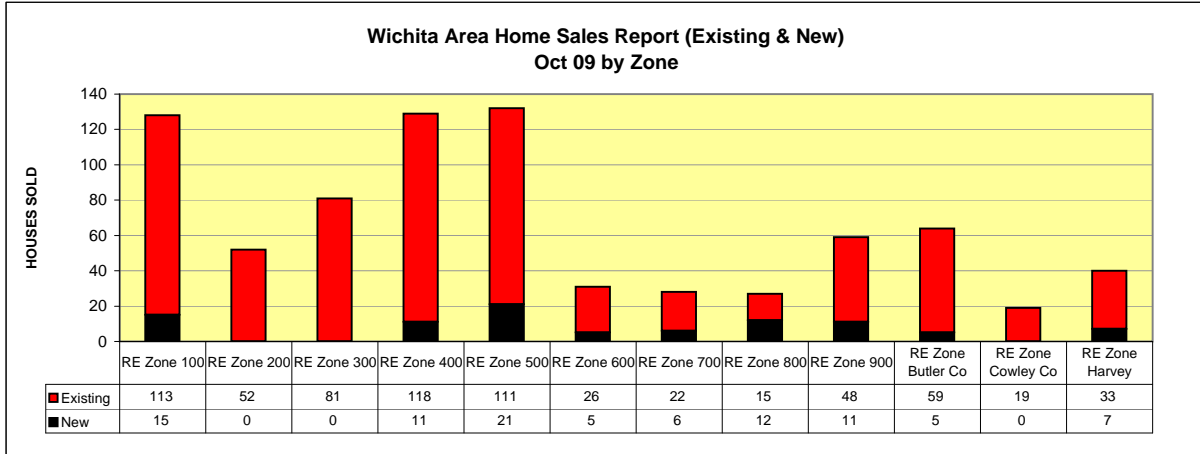 Wichita Area Home Sales Report (Existing & New)
Oct 09 by Zone
HOUSES SOLD
140
120
100
80
60
40
20
0
RE Zone 100 RE Zone 200 RE Zone 300 RE Zone 400 RE Zone 500 RE Zone 600 RE Zone 700 RE Zone 800 RE Zone 900 RE Zone Butler Co RE Zone Cowley Co RE Zone Harvey
Existing 113 52 81 118 111 26 22 15 48 59 19 33
New 15 0 0 11 21 5 6 12 11 5 0 7